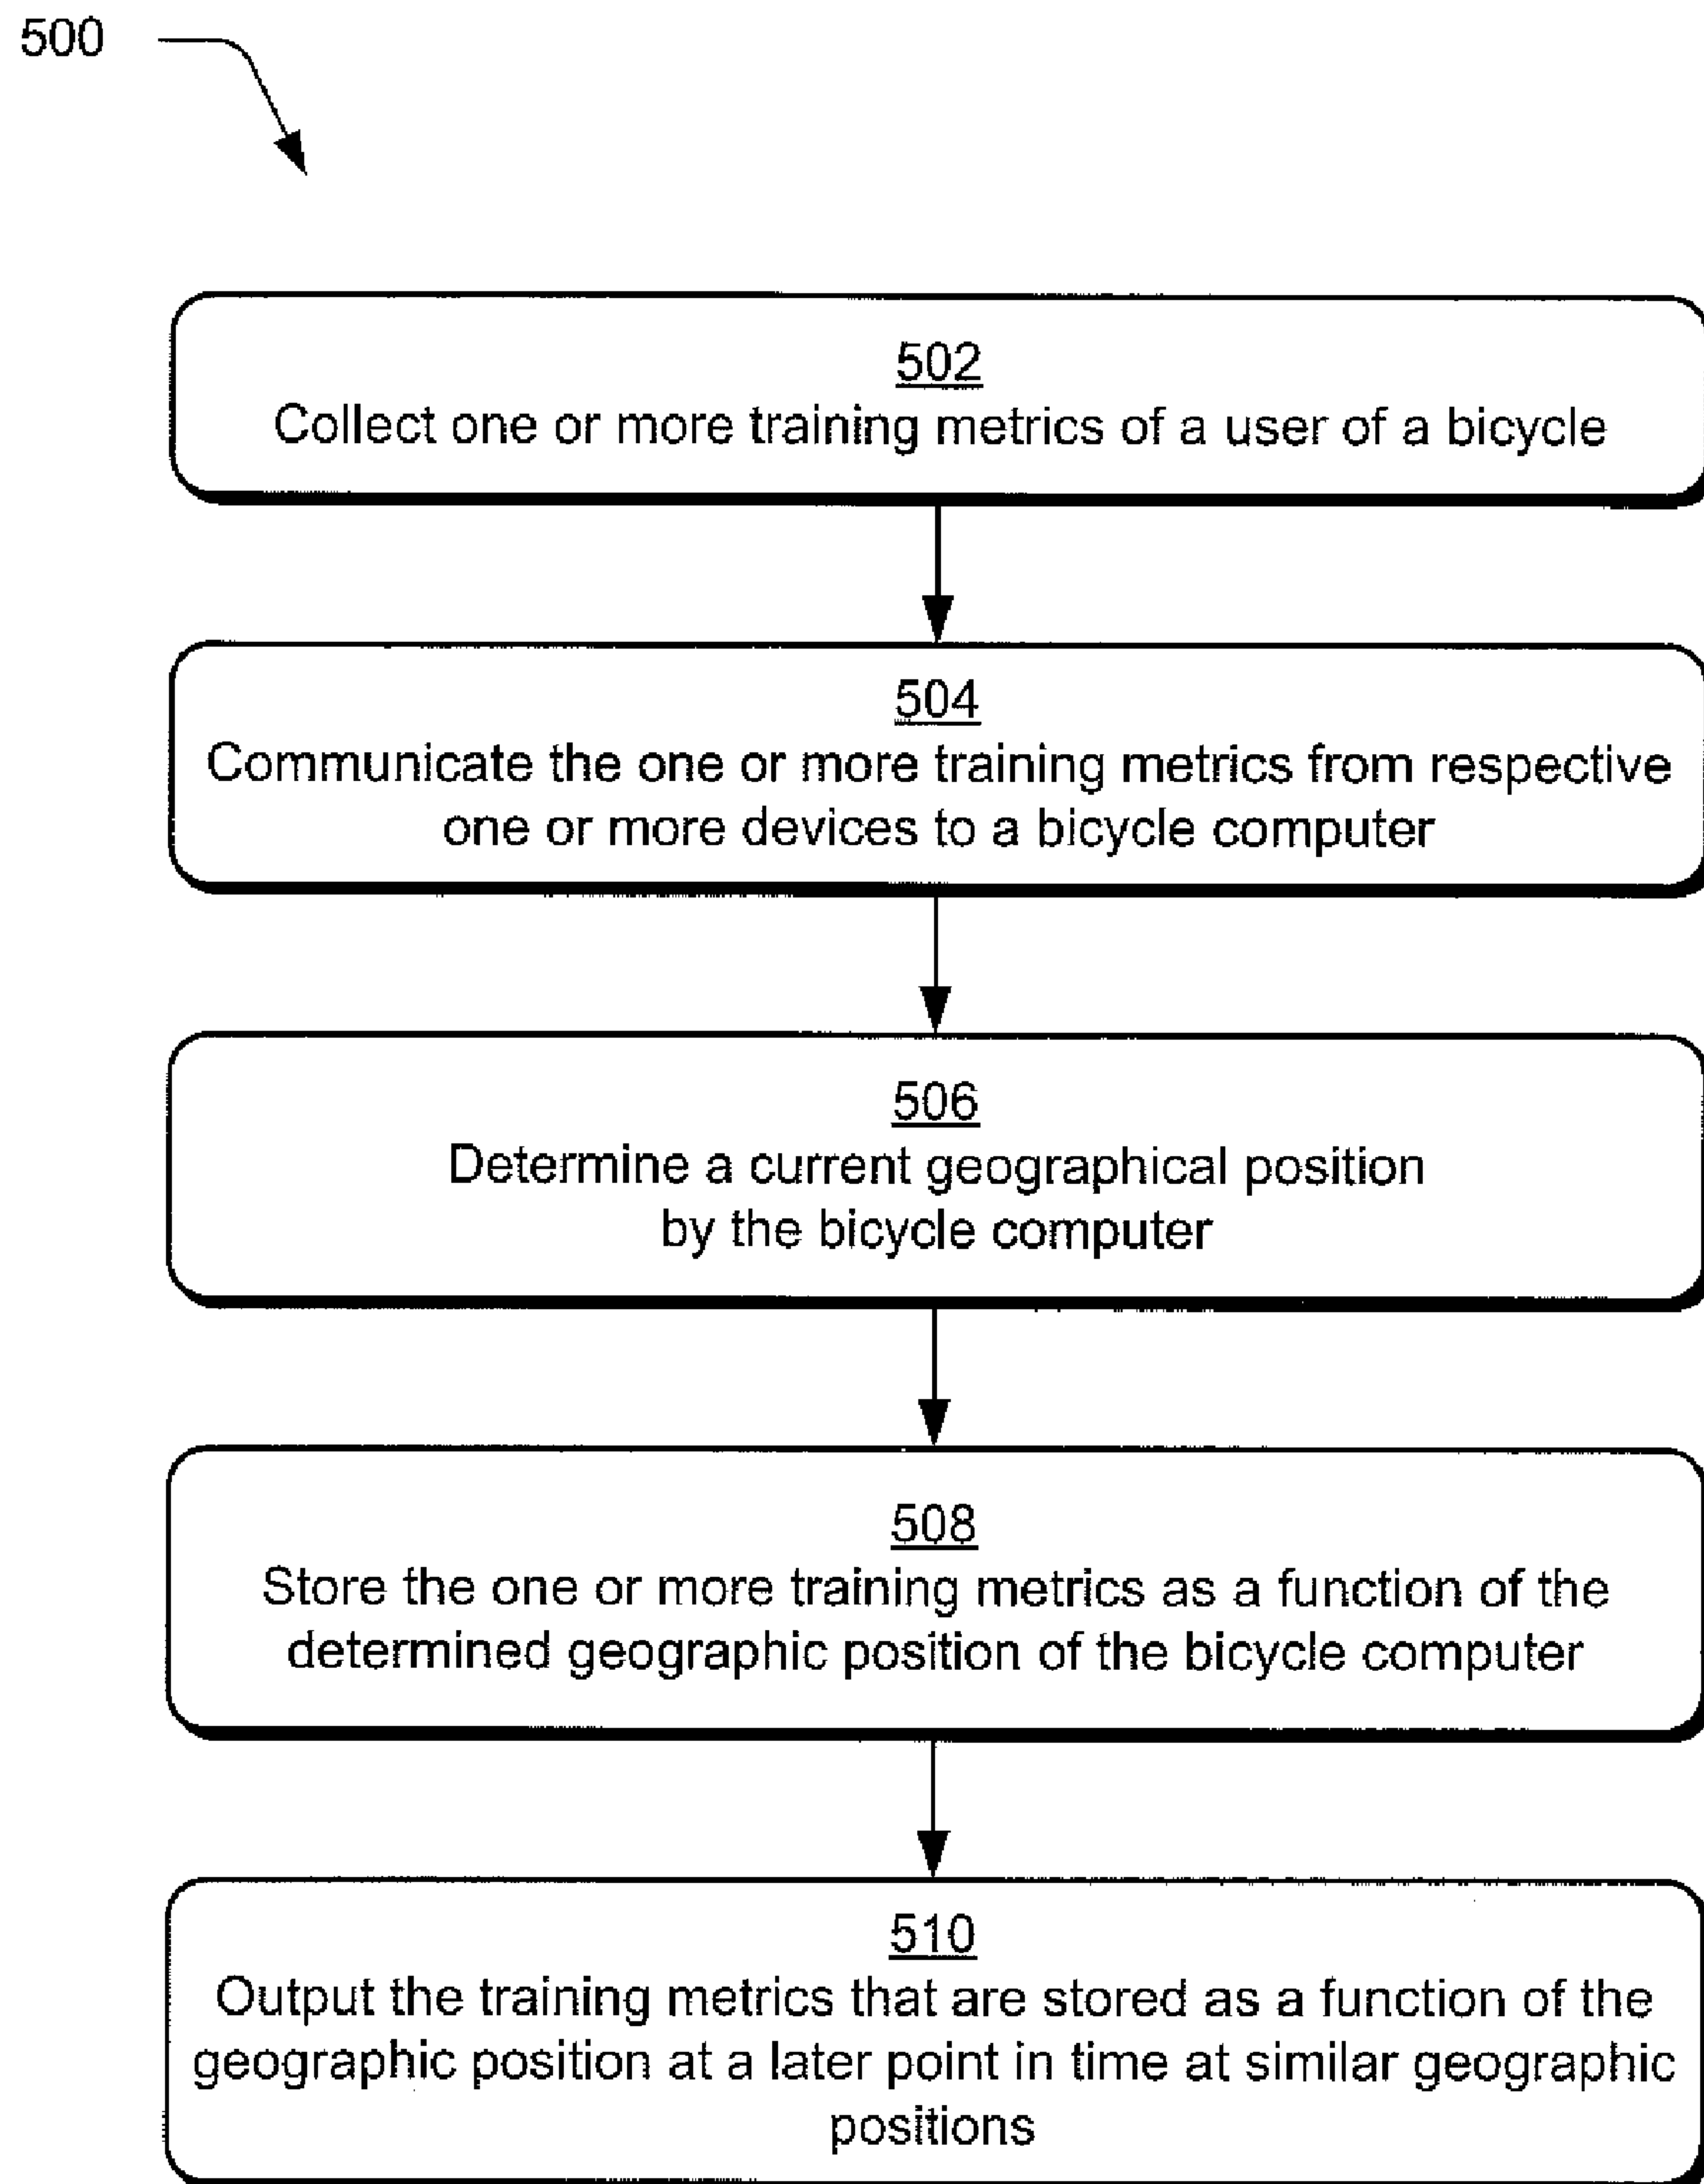 500
502
Collect one or more training metrics of a user of a bicycle
504
Communicate the one or more training metrics from respective
one or more devices to a bicycle computer
506
Determine a current geographical position
by the bicycle computer
508
Store the one or more training metrics as a function of the
determined geographic position of the bicycle computer
510
Output the training metrics that are stored as a function of the
geographic position at a later point in time at similar geographic
positions